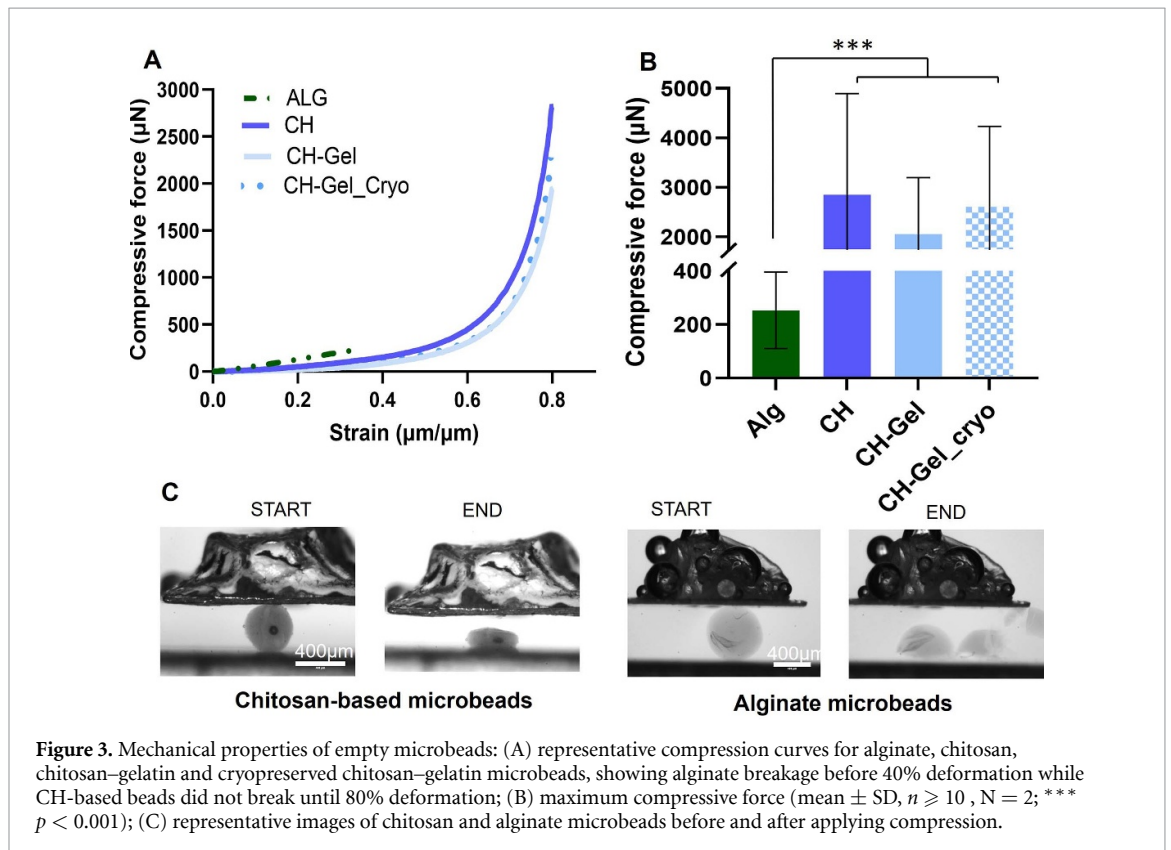 A
3000
2500
2000
1500
1000
500
0
Compressive force (µN)
ALG
CH
CH-Gel
CH-Gel_Cryo
0.0 0.2 0.4 0.6 0.8
Strain (µm/µm)
B
***
5000
4000
3000
2000
400
200
0
Compressive force (µN)
Alg
CH
CH-Gel
CH-Gel_cryo
C
START END START END
400µm 400µm
Chitosan-based microbeads Alginate microbeads
Figure 3. Mechanical properties of empty microbeads: (A) representative compression curves for alginate, chitosan,
chitosan–gelatin and cryopreserved chitosan–gelatin microbeads, showing alginate breakage before 40% deformation while
CH-based beads did not break until 80% deformation; (B) maximum compressive force (mean ± SD, n ⩾ 10 , N = 2; ***
p < 0.001); (C) representative images of chitosan and alginate microbeads before and after applying compression.